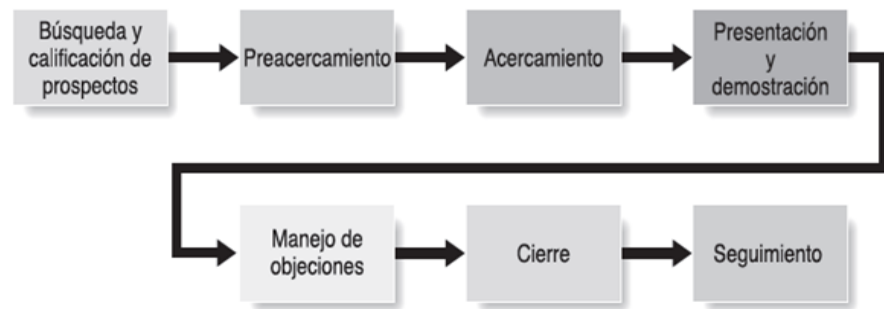 Búsqueda y
calificación de
prospectos
Preacercamiento
Acercamiento
Presentación
y
demostración
Manejo de
objeciones
Cierre
Seguimiento